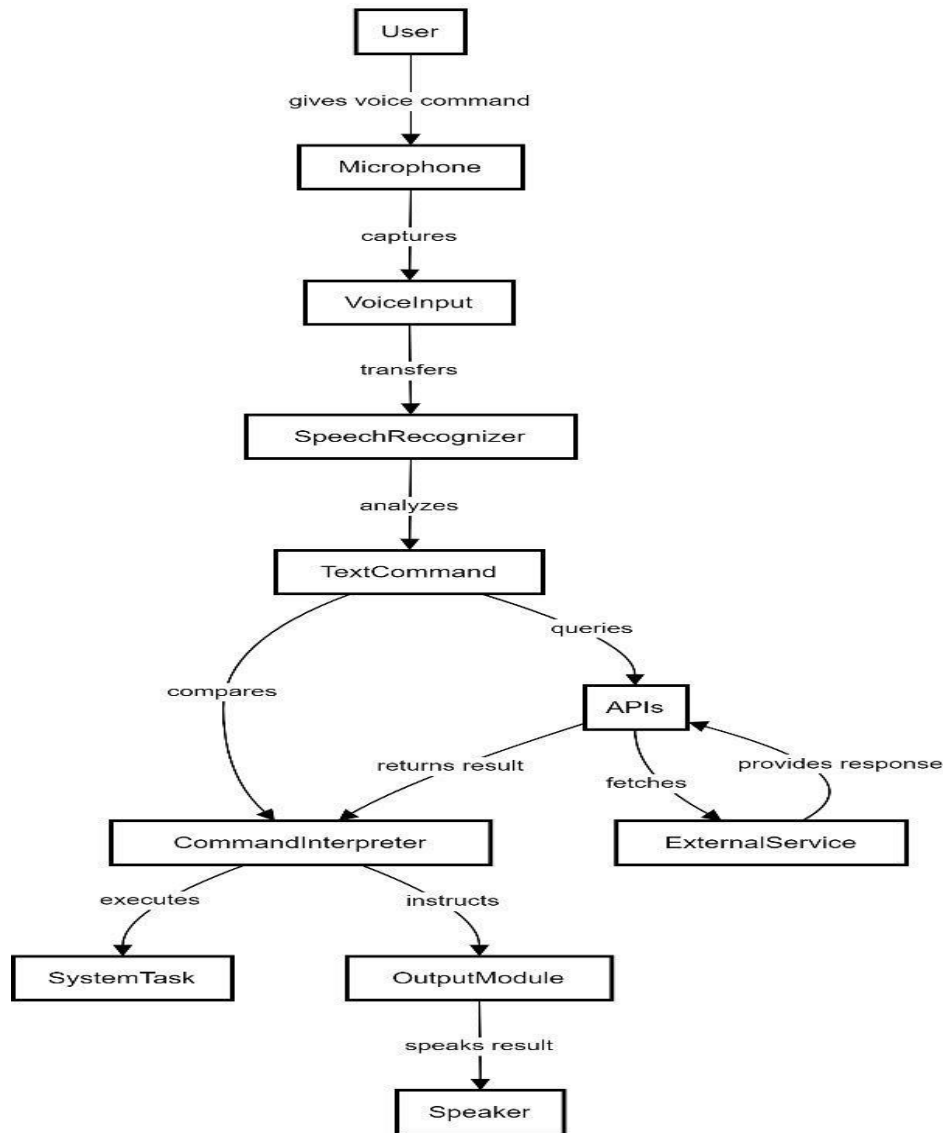 User
gives voice command
Microphone
captures
VoiceInput
transfers
SpeechRecognizer
analyzes
TextCommand
queries
compares
APIs
returns result
provides response
fetches
CommandInterpreter
ExternalService
executes
instructs
SystemTask
OutputModule
speaks result
Speaker